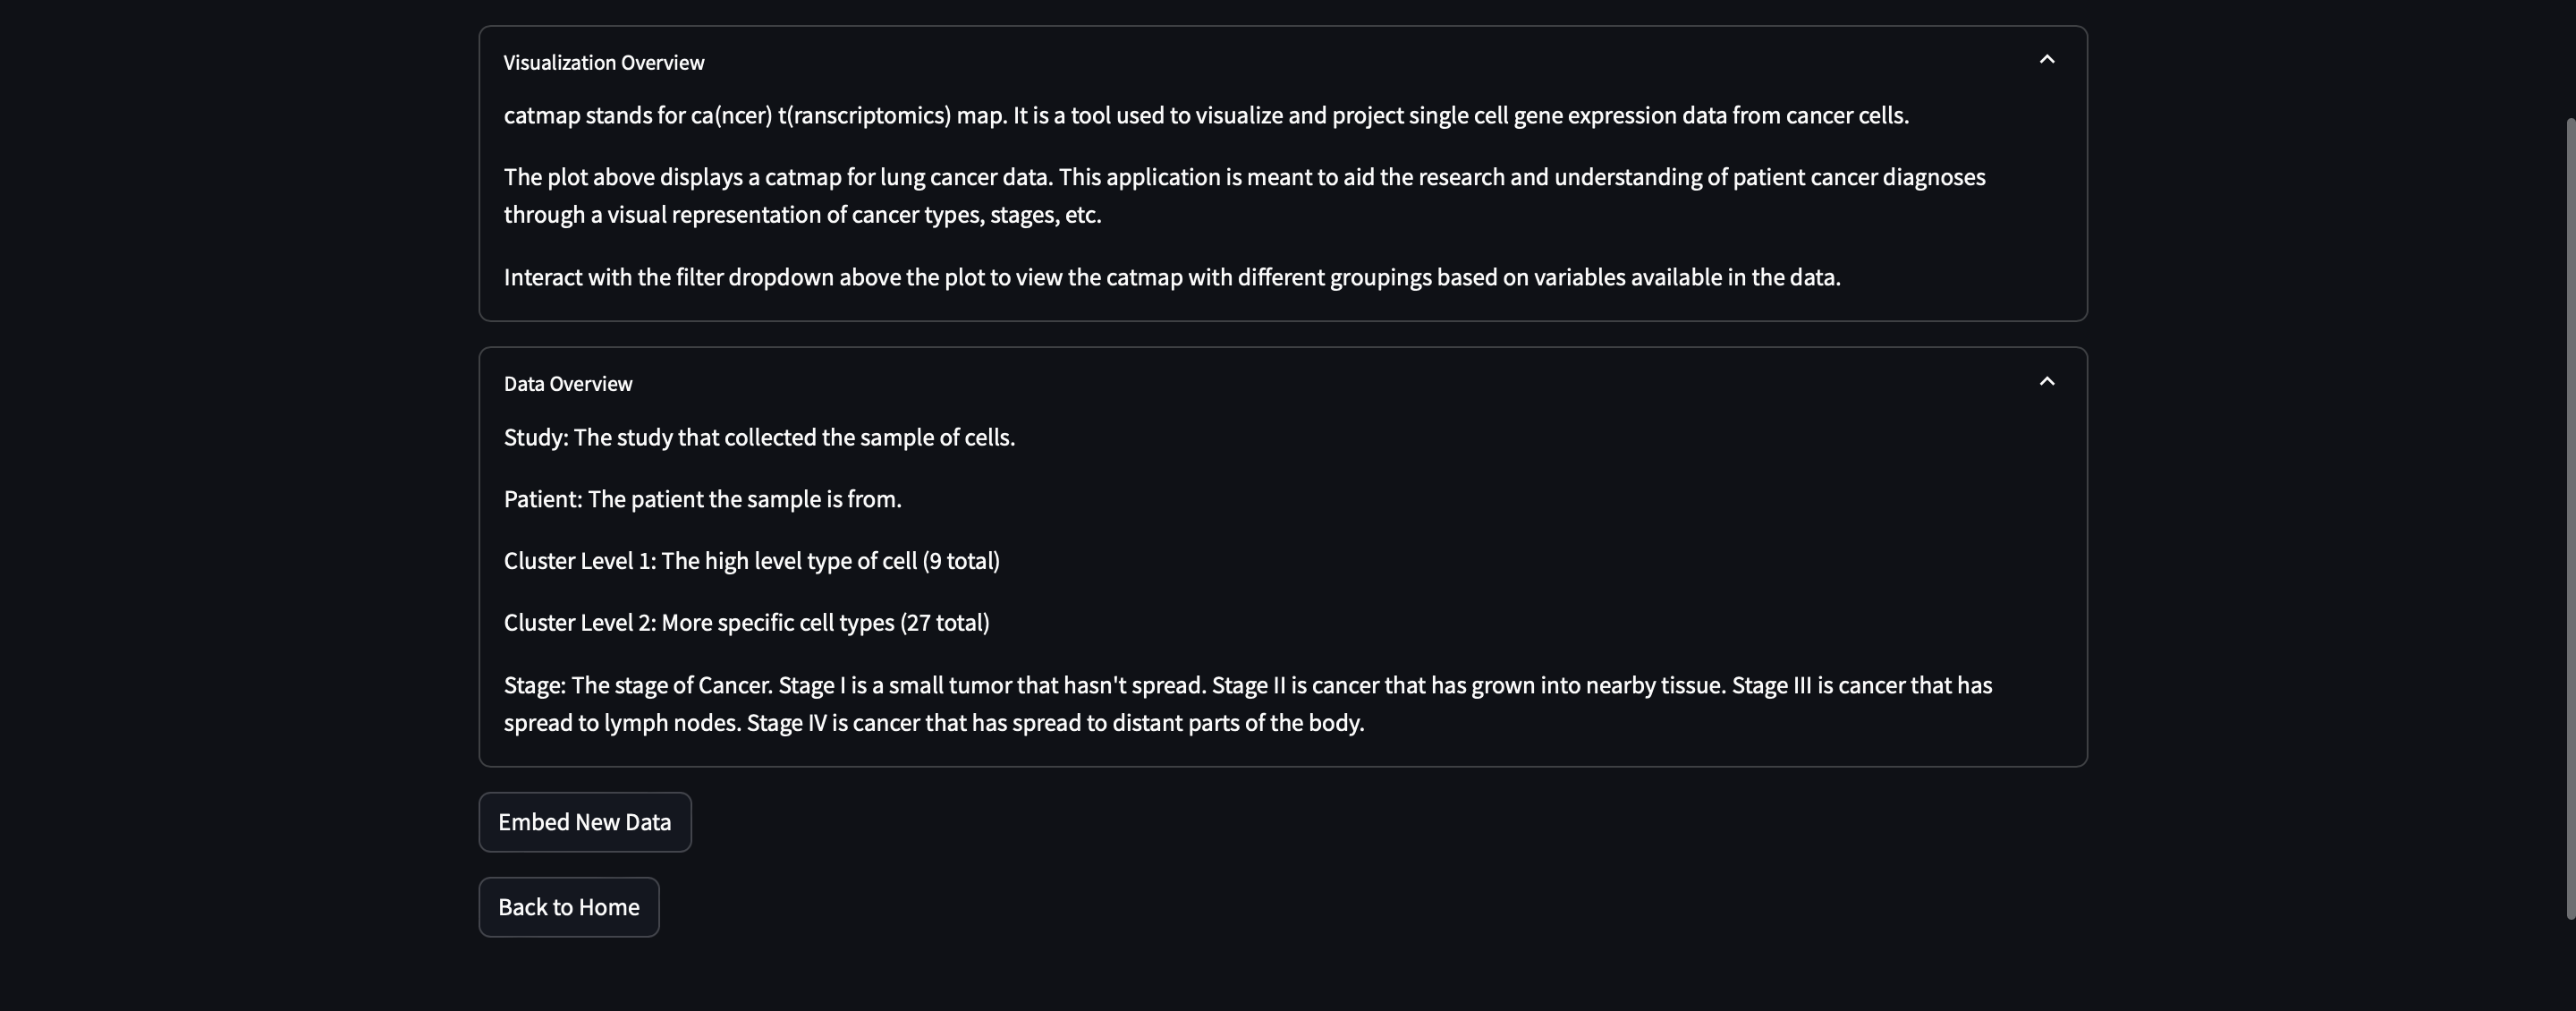 Visualization Overview
catmap stands for ca(ncer) t(ranscriptomics) map. It is a tool used to visualize and project single cell gene expression data from cancer cells.
The plot above displays a catmap for lung cancer data. This application is meant to aid the research and understanding of patient cancer diagnoses
through a visual representation of cancer types, stages, etc.
Interact with the filter dropdown above the plot to view the catmap with different groupings based on variables available in the data.
Data Overview
Study: The study that collected the sample of cells.
Patient: The patient the sample is from.
Cluster Level 1: The high level type of cell (9 total)
Cluster Level 2: More specific cell types (27 total)
Stage: The stage of Cancer. Stage I is a small tumor that hasn't spread. Stage II is cancer that has grown into nearby tissue. Stage III is cancer that has
spread to lymph nodes. Stage IV is cancer that has spread to distant parts of the body.
Embed New Data
Back to Home